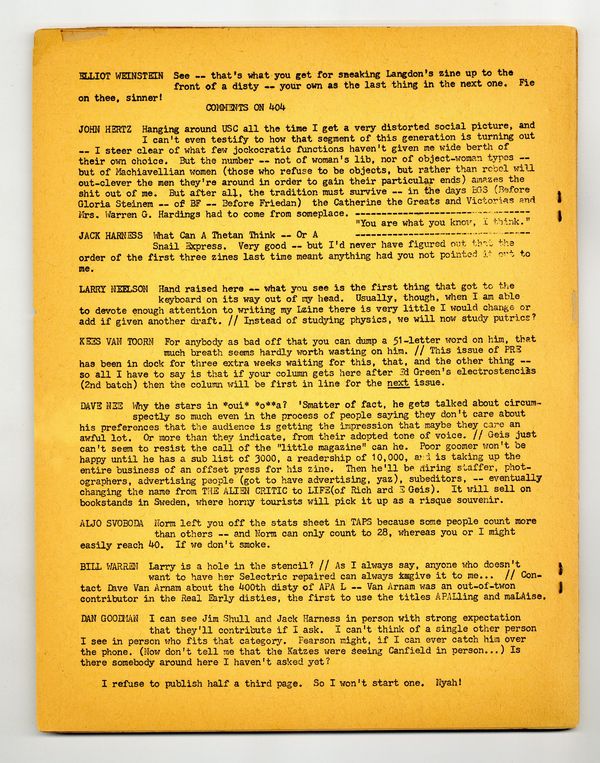 ELLIOT WEINSTEIN  See -- that's what you get for sneaking Langdon's zine up to the
front of a disty -- your own as the last thing in the next one.  Fie
on thee, sinner!
COMMENTS ON 404
JOHN HERTZ  Hanging around USC all the time I get a very distorted social picture, and
I can't even testify to how that segment of this generation is turning out
-- I steer clear of what few jockocratic functions haven't given me wide berth of
their own choice.  But the number -- not of woman's lib, nor of object-woman types --
but of Machiavellian women (those who refuse to be objects, but rather than rebel will
out-clever the men they're around in order to gain their particular ends) amazes the
shit out of me.  But after all, the tradition must survive -- in the days BGS (Before
Gloria Steinem -- of BF -- Before Friedan) the Catherine the Greats and Victorias and
Mrs. Warren G. Hardings had to come from someplace. --------------------------------
"You are what you know, I think."
JACK HARNESS  What Can A Thetan Think -- Or A --------------------------------
Snail Express.  Very good -- but I'd never have figured out that the
order of the first three zines last time meant anything had you not pointed it out to
me.
LARRY NEELSON  Hand raised here -- what you see is the first thing that got to the
keyboard on its way out of my head.  Usually, though, when I am able
to devote enough attention to writing my Lzine there is very little I would change or
add if given another draft. // Instead of studying physics, we will now study putrics?
KEES VAN TOORN  For anybody as bad off that you can dump a 51-letter word on him, that
much breath seems hardly worth wasting on him. // This issue of PRE
has been in dock for three extra weeks waiting for this, that, and the other thing --
so all I have to say is that if your column gets here after Ed Green's electrostencils
(2nd batch) then the column will be first in line for the next issue.
DAVE NEE  Why the stars in *oui* *o**a?  'Smatter of fact, he gets talked about circum-
spectly so much even in the process of people saying they don't care about
his preferences that the audience is getting the impression that maybe they care an
awful lot.  Or more than they indicate, from their adopted tone of voice. // Geis just
can't seem to resist the call of the "little magazine" can he.  Poor goomer won't be
happy until he has a sub list of 3000, a readership of 10,000, and is taking up the
entire business of an offset press for his zine.  Then he'll be hiring staffer, phot-
ographers, advertising people (got to have advertising, yaz), subeditors, -- eventually
changing the name from THE ALIEN CRITIC to LIFE(of Rich ard E Geis).  It will sell on
bookstands in Sweden, where horny tourists will pick it up as a risque souvenir.
ALJO SVOBODA  Norm left you off the stats sheet in TAPS because some people count more
than others -- and Norm can only count to 28, whereas you or I might
easily reach 40.  If we don't smoke.
BILL WARREN  Larry is a hole in the stencil? // As I always say, anyone who doesn't
want to have her Selectric repaired can always give it to me...  // Con-
tact Dave Van Arnam about the 400th disty of APA L -- Van Arnam was an out-of-twon
contributor in the Real Early disties, the first to use the titles APALling and maLAise.
DAN GOODMAN  I can see Jim Shull and Jack Harness in person with strong expectation
that they'll contribute if I ask.  I can't think of a single other person
I see in person who fits that category.  Pearson might, if I can ever catch him over
the phone. (Now don't tell me that the Katzes were seeing Canfield in person...) Is
there somebody around here I haven't asked yet?
I refuse to publish half a third page.  So I won't start one.  Nyah!